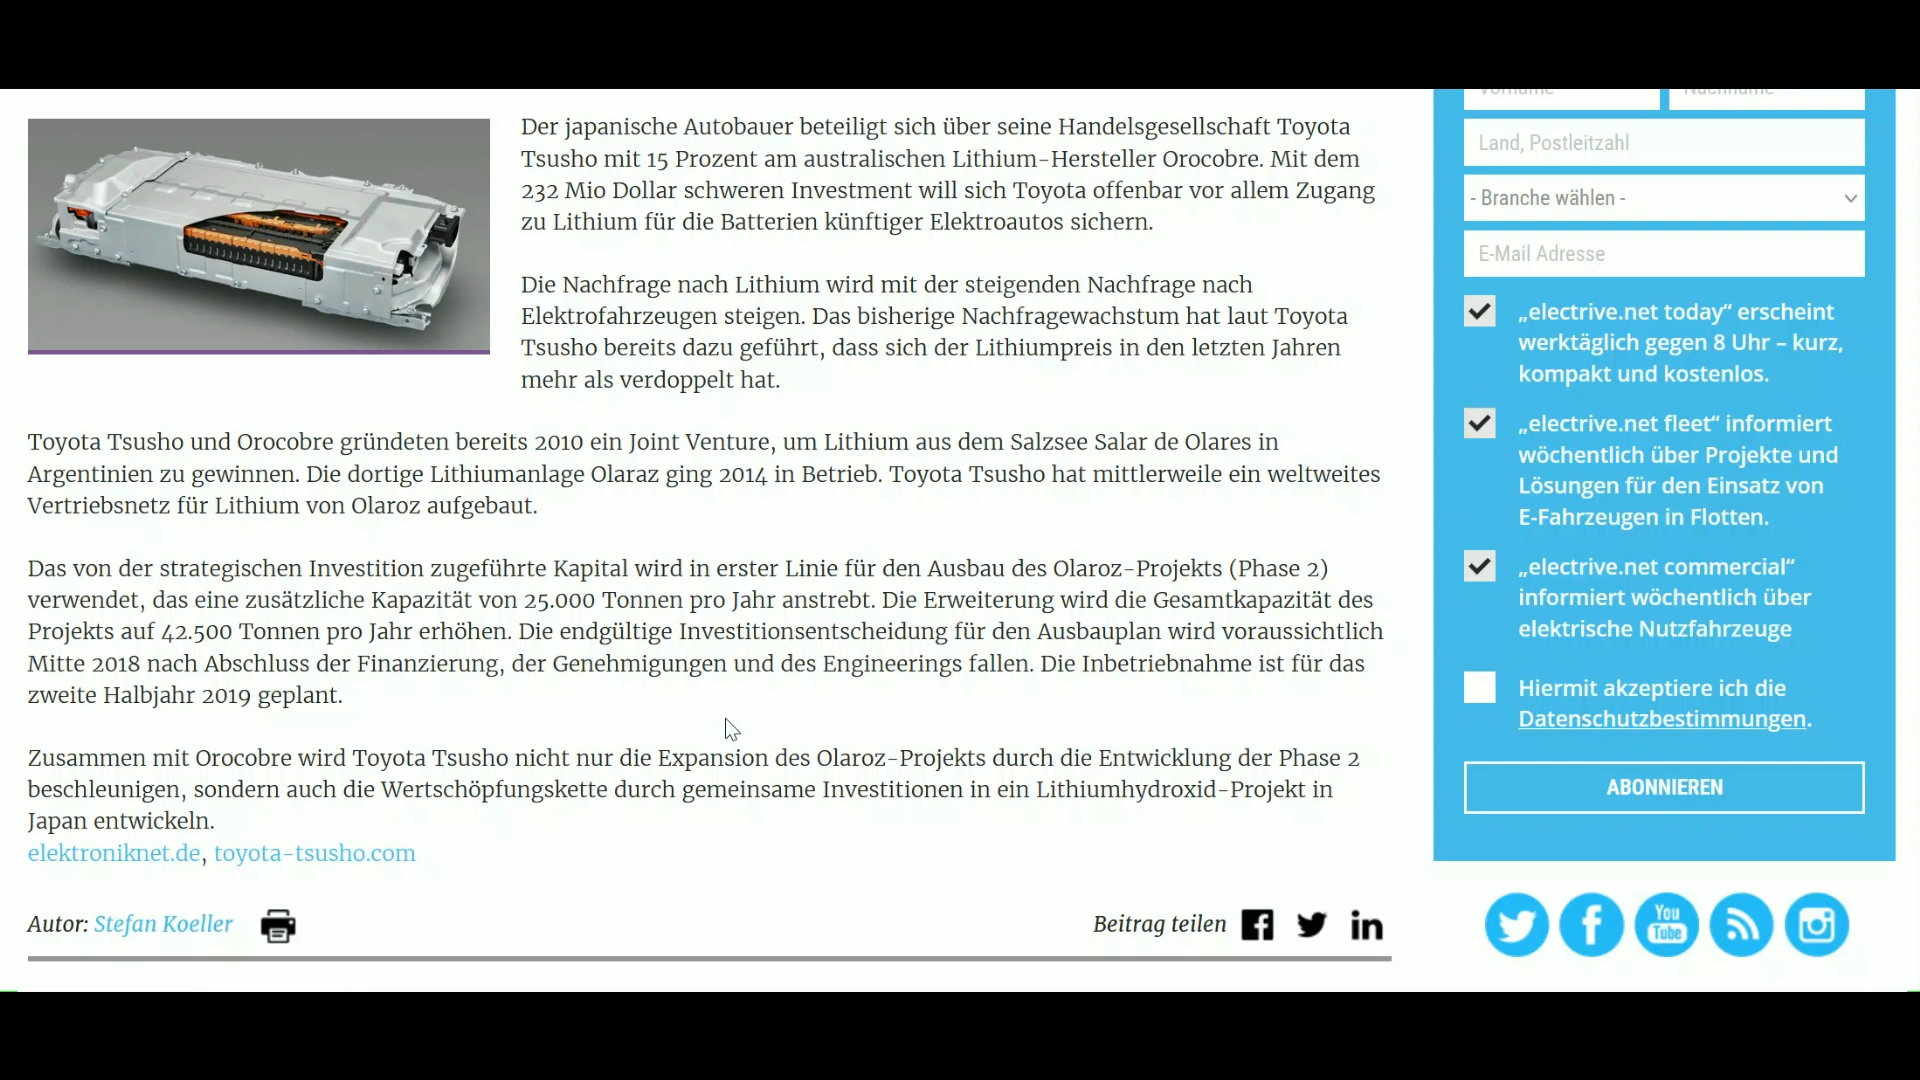 Der japanische Autobauer beteiligt sich über seine Handelsgesellschaft Toyota
Tsusho mit 15 Prozent am australischen Lithium-Hersteller Orocobre. Mit dem
232 Mio Dollar schweren Investment will sich Toyota offenbar vor allem Zugang
zu Lithium für die Batterien künftiger Elektroautos sichern.
Die Nachfrage nach Lithium wird mit der steigenden Nachfrage nach
Elektrofahrzeugen steigen. Das bisherige Nachfragewachstum hat laut Toyota
Tsusho bereits dazu geführt, dass sich der Lithiumpreis in den letzten Jahren
mehr als verdoppelt hat.
Toyota Tsusho und Orocobre gründeten bereits 2010 ein Joint Venture, um Lithium aus dem Salzsee Salar de Olares in
Argentinien zu gewinnen. Die dortige Lithiumanlage Olaraz ging 2014 in Betrieb. Toyota Tsusho hat mittlerweile ein weltweites
Vertriebsnetz für Lithium von Olaroz aufgebaut.
Das von der strategischen Investition zugeführte Kapital wird in erster Linie für den Ausbau des Olaroz-Projekts (Phase 2)
verwendet, das eine zusätzliche Kapazität von 25.000 Tonnen pro Jahr anstrebt. Die Erweiterung wird die Gesamtkapazität des
Projekts auf 42.500 Tonnen pro Jahr erhöhen. Die endgültige Investitionsentscheidung für den Ausbauplan wird voraussichtlich
Mitte 2018 nach Abschluss der Finanzierung, der Genehmigungen und des Engineerings fallen. Die Inbetriebnahme ist für das
zweite Halbjahr 2019 geplant.
Zusammen mit Orocobre wird Toyota Tsusho nicht nur die Expansion des Olaroz-Projekts durch die Entwicklung der Phase 2
beschleunigen, sondern auch die Wertschöpfungskette durch gemeinsame Investitionen in ein Lithiumhydroxid-Projekt in
Japan entwickeln.
elektroniknet.de, toyota-tsusho.com
Autor: Stefan Koeller
Beitrag teilen
Vorname Nachname
Land, Postleitzahl
- Branche wählen -
E-Mail Adresse
„electrive.net today“ erscheint
werktäglich gegen 8 Uhr – kurz,
kompakt und kostenlos.
„electrive.net fleet“ informiert
wöchentlich über Projekte und
Lösungen für den Einsatz von
E-Fahrzeugen in Flotten.
„electrive.net commercial“
informiert wöchentlich über
elektrische Nutzfahrzeuge
Hiermit akzeptiere ich die
Datenschutzbestimmungen.
ABONNIEREN
You
Tube